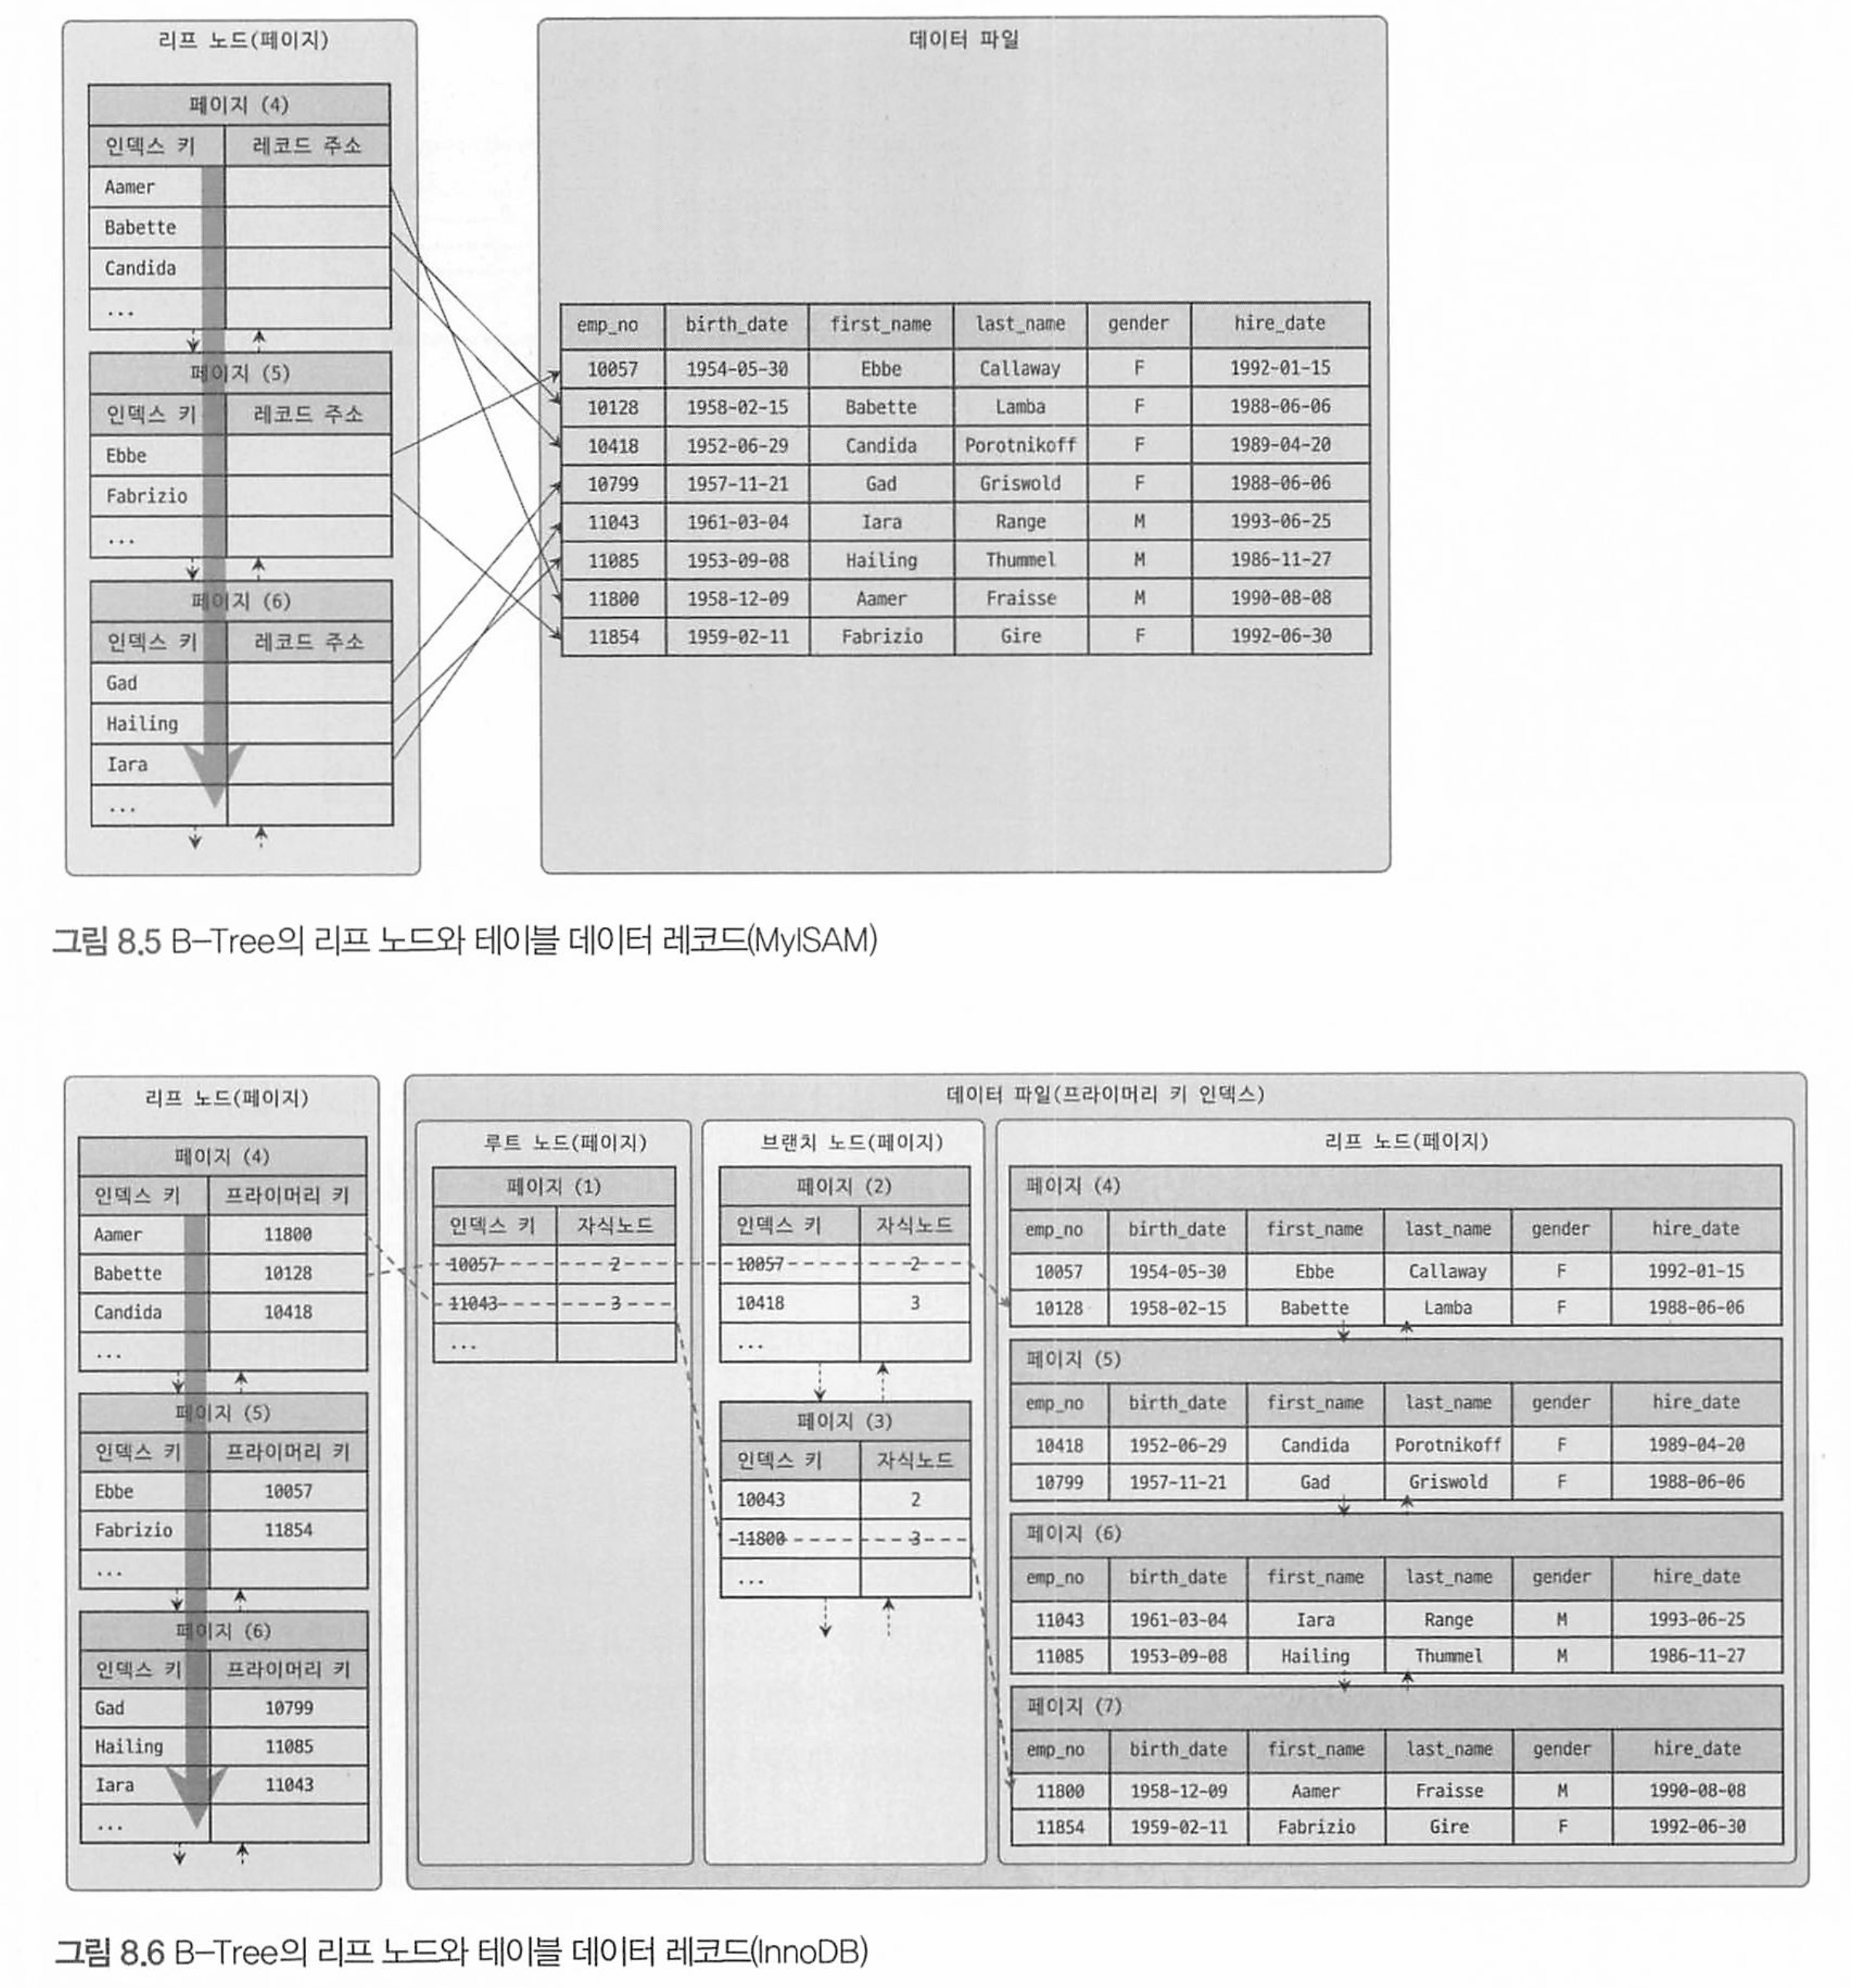 리프 노드(페이지)
페이지 (4)
인덱스 키 레코드 주소
Aamer
Babette
Candida
...
페이지 (5)
인덱스 키 레코드 주소
Ebbe
Fabrizio
...
페이지 (6)
인덱스 키 레코드 주소
Gad
Hailing
Iara
...
데이터 파일
emp_no birth_date first_name last_name gender hire_date
10057 1954-05-30 Ebbe Callaway F 1992-01-15
10128 1958-02-15 Babette Lamba F 1988-06-06
10418 1952-06-29 Candida Porotnikoff F 1989-04-20
10799 1957-11-21 Gad Griswold F 1988-06-06
11043 1961-03-04 Iara Range M 1993-06-25
11085 1953-09-08 Hailing Thummel M 1986-11-27
11800 1958-12-09 Aamer Fraisse M 1990-08-08
11854 1959-02-11 Fabrizio Gire F 1992-06-30
그림 8.5 B-Tree의 리프 노드와 테이블 데이터 레코드(MyISAM)
리프 노드(페이지)
페이지 (4)
인덱스 키 프라이머리 키
Aamer 11800
Babette 10128
Candida 10418
...
페이지 (5)
인덱스 키 프라이머리 키
Ebbe 10057
Fabrizio 11854
...
페이지 (6)
인덱스 키 프라이머리 키
Gad 10799
Hailing 11085
Iara 11043
...
데이터 파일(프라이머리 키 인덱스)
루트 노드(페이지)
페이지 (1)
인덱스 키 자식노드
10057 2
11043 3
...
브랜치 노드(페이지)
페이지 (2)
인덱스 키 자식노드
10057 2
10418 3
...
페이지 (3)
인덱스 키 자식노드
10043 2
11800 3
...
리프 노드(페이지)
페이지 (4)
emp_no birth_date first_name last_name gender hire_date
10057 1954-05-30 Ebbe Callaway F 1992-01-15
10128 1958-02-15 Babette Lamba F 1988-06-06
페이지 (5)
emp_no birth_date first_name last_name gender hire_date
10418 1952-06-29 Candida Porotnikoff F 1989-04-20
10799 1957-11-21 Gad Griswold F 1988-06-06
페이지 (6)
emp_no birth_date first_name last_name gender hire_date
11043 1961-03-04 Iara Range M 1993-06-25
11085 1953-09-08 Hailing Thummel M 1986-11-27
페이지 (7)
emp_no birth_date first_name last_name gender hire_date
11800 1958-12-09 Aamer Fraisse M 1990-08-08
11854 1959-02-11 Fabrizio Gire F 1992-06-30
그림 8.6 B-Tree의 리프 노드와 테이블 데이터 레코드(InnoDB)